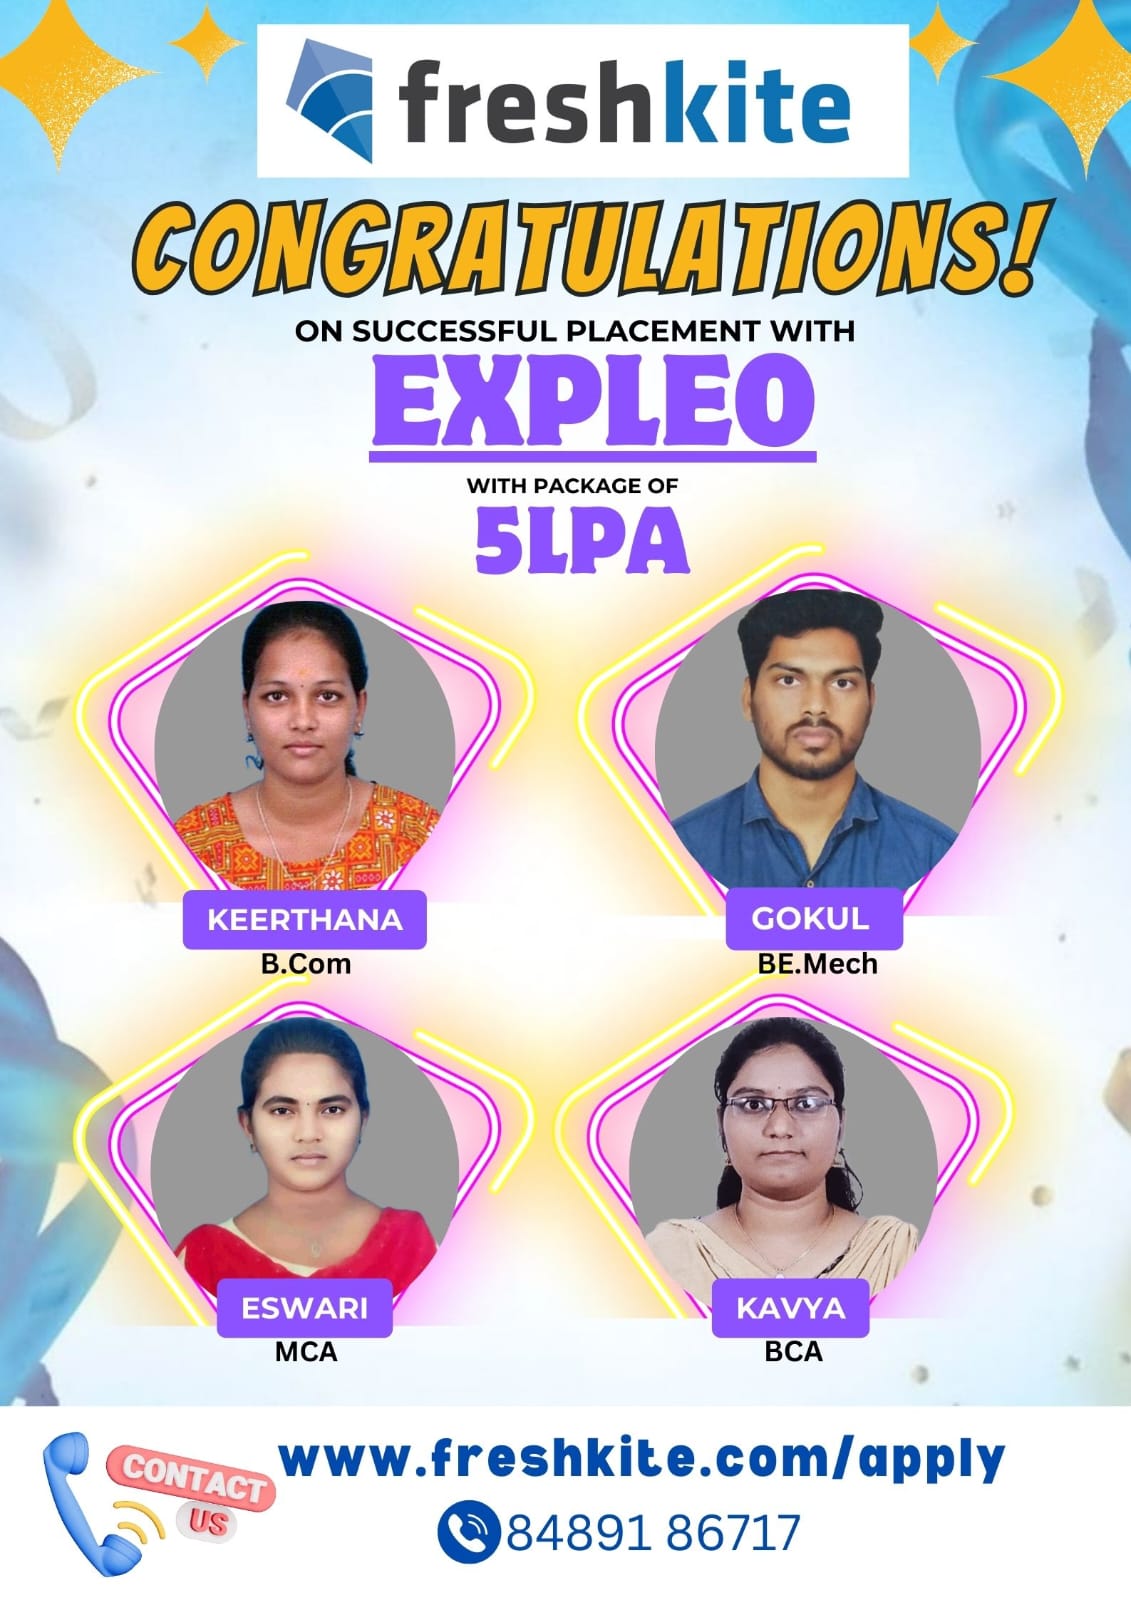 freshkite
CONGRATULATIONS!
ON SUCCESSFUL PLACEMENT WITH
EXPLEO
WITH PACKAGE OF
5LPA
KEERTHANA
B.Com
GOKUL
BE.Mech
ESWARI
MCA
KAVYA
BCA
CONTACT
US
www.freshkite.com/apply
84891 86717